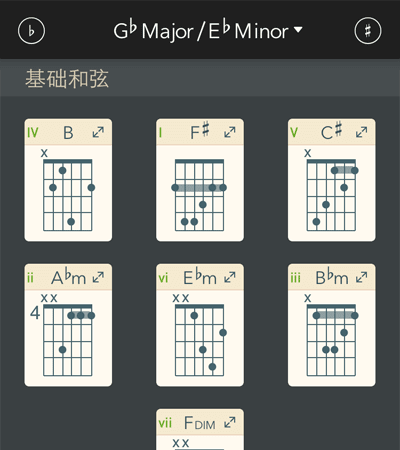 ♭ G♭ Major/E♭ Minor ♯
基础和弦
IV B I F♯ V C♯
x x
ii A♭m vi E♭m iii B♭m
xx xx x
4
vii FDIM
xx